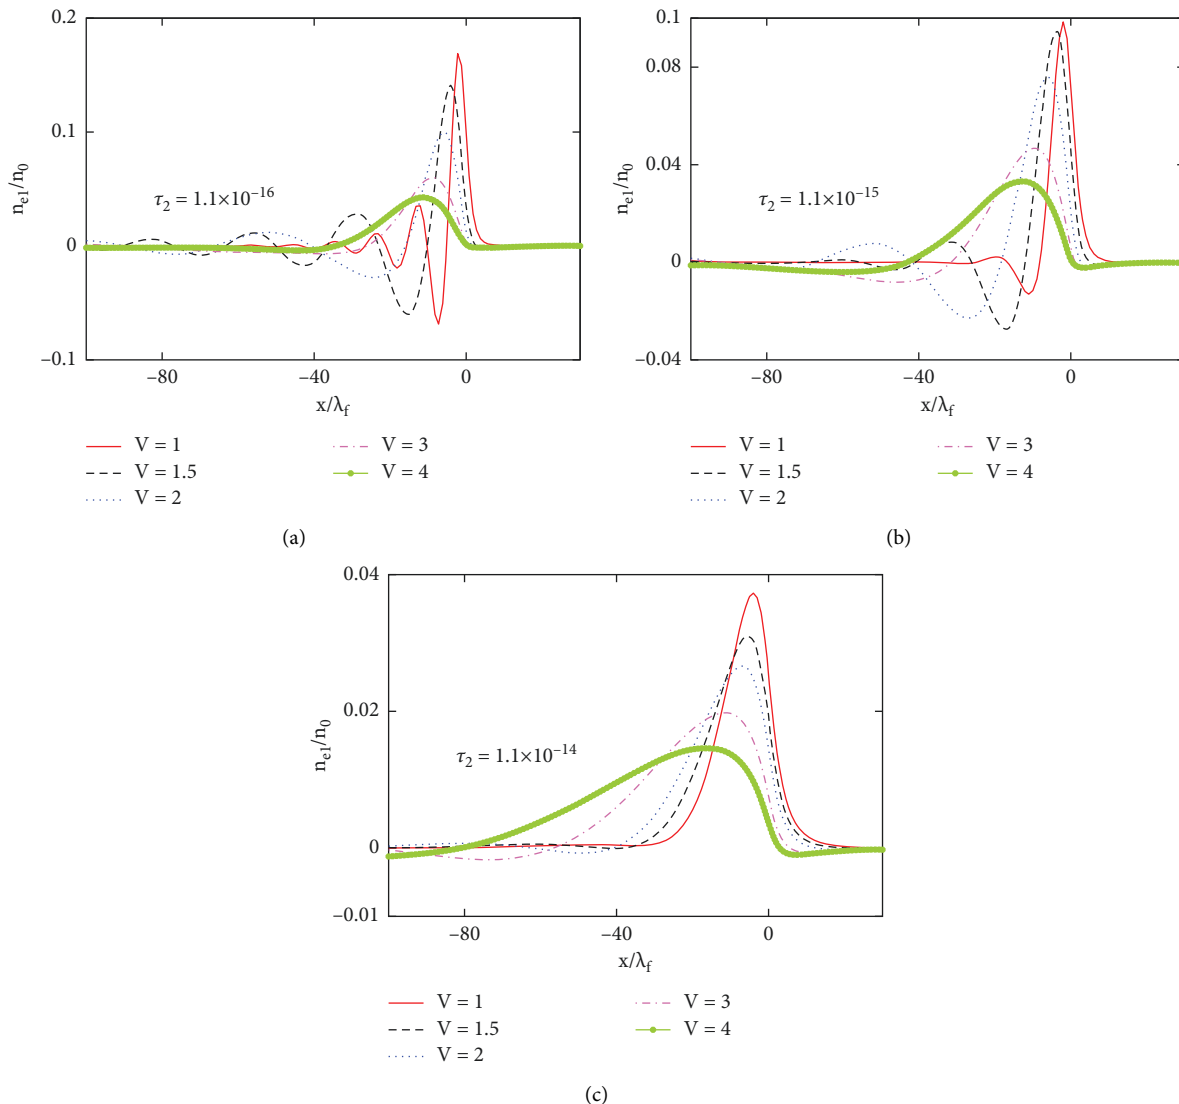 0.2
0.1
0
−0.1
n_e1/n_0
τ_2 = 1.1×10^−16
−80
−40
0
x/λ_f
V = 1
V = 1.5
V = 2
V = 3
V = 4
(a)
0.1
0.08
0.04
0
−0.04
n_e1/n_0
τ_2 = 1.1×10^−15
−80
−40
0
x/λ_f
V = 1
V = 1.5
V = 2
V = 3
V = 4
(b)
0.04
0.02
0
−0.01
n_e1/n_0
τ_2 = 1.1×10^−14
−80
−40
0
x/λ_f
V = 1
V = 1.5
V = 2
V = 3
V = 4
(c)